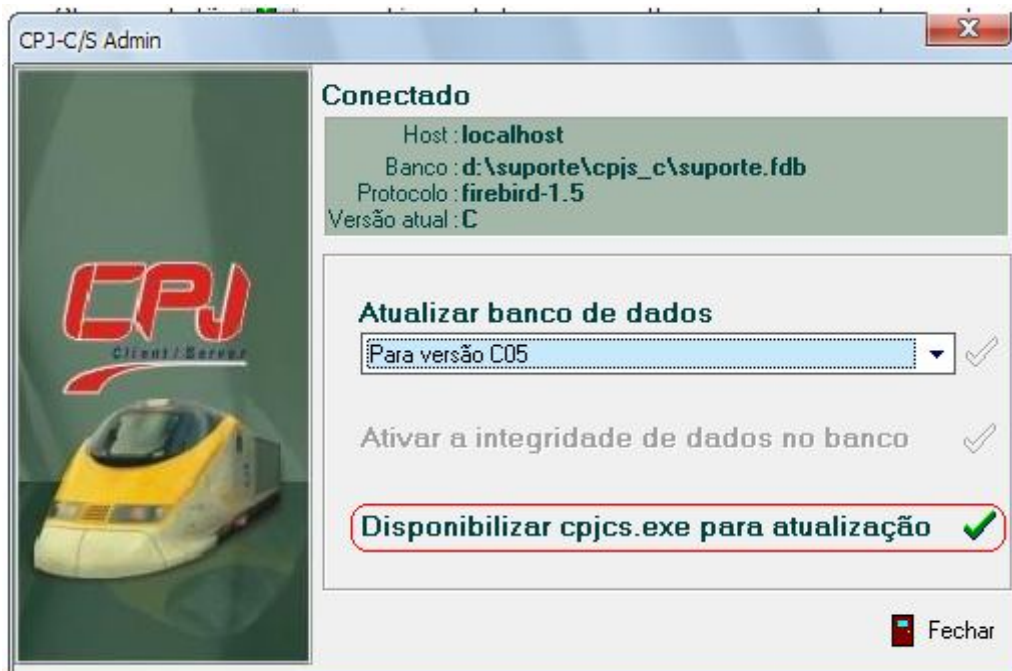 CPJ-C/S Admin
Conectado
Host : localhost
Banco : d:\suporte\cpjs_c\suporte.fdb
Protocolo : firebird-1.5
Versão atual : C
CPJ
Client / Server
Atualizar banco de dados
Para versão C05
Ativar a integridade de dados no banco
Disponibilizar cpjcs.exe para atualização
Fechar